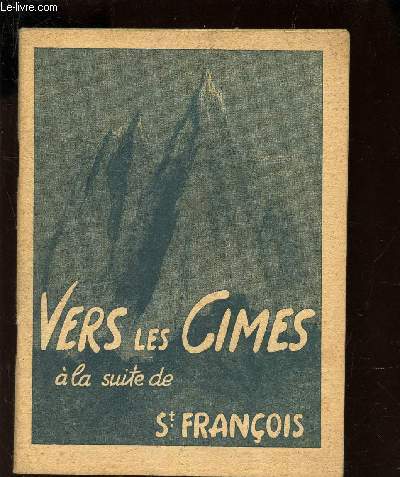 Le-livre.com
VERS LES CIMES
à la suite de
St FRANÇOIS